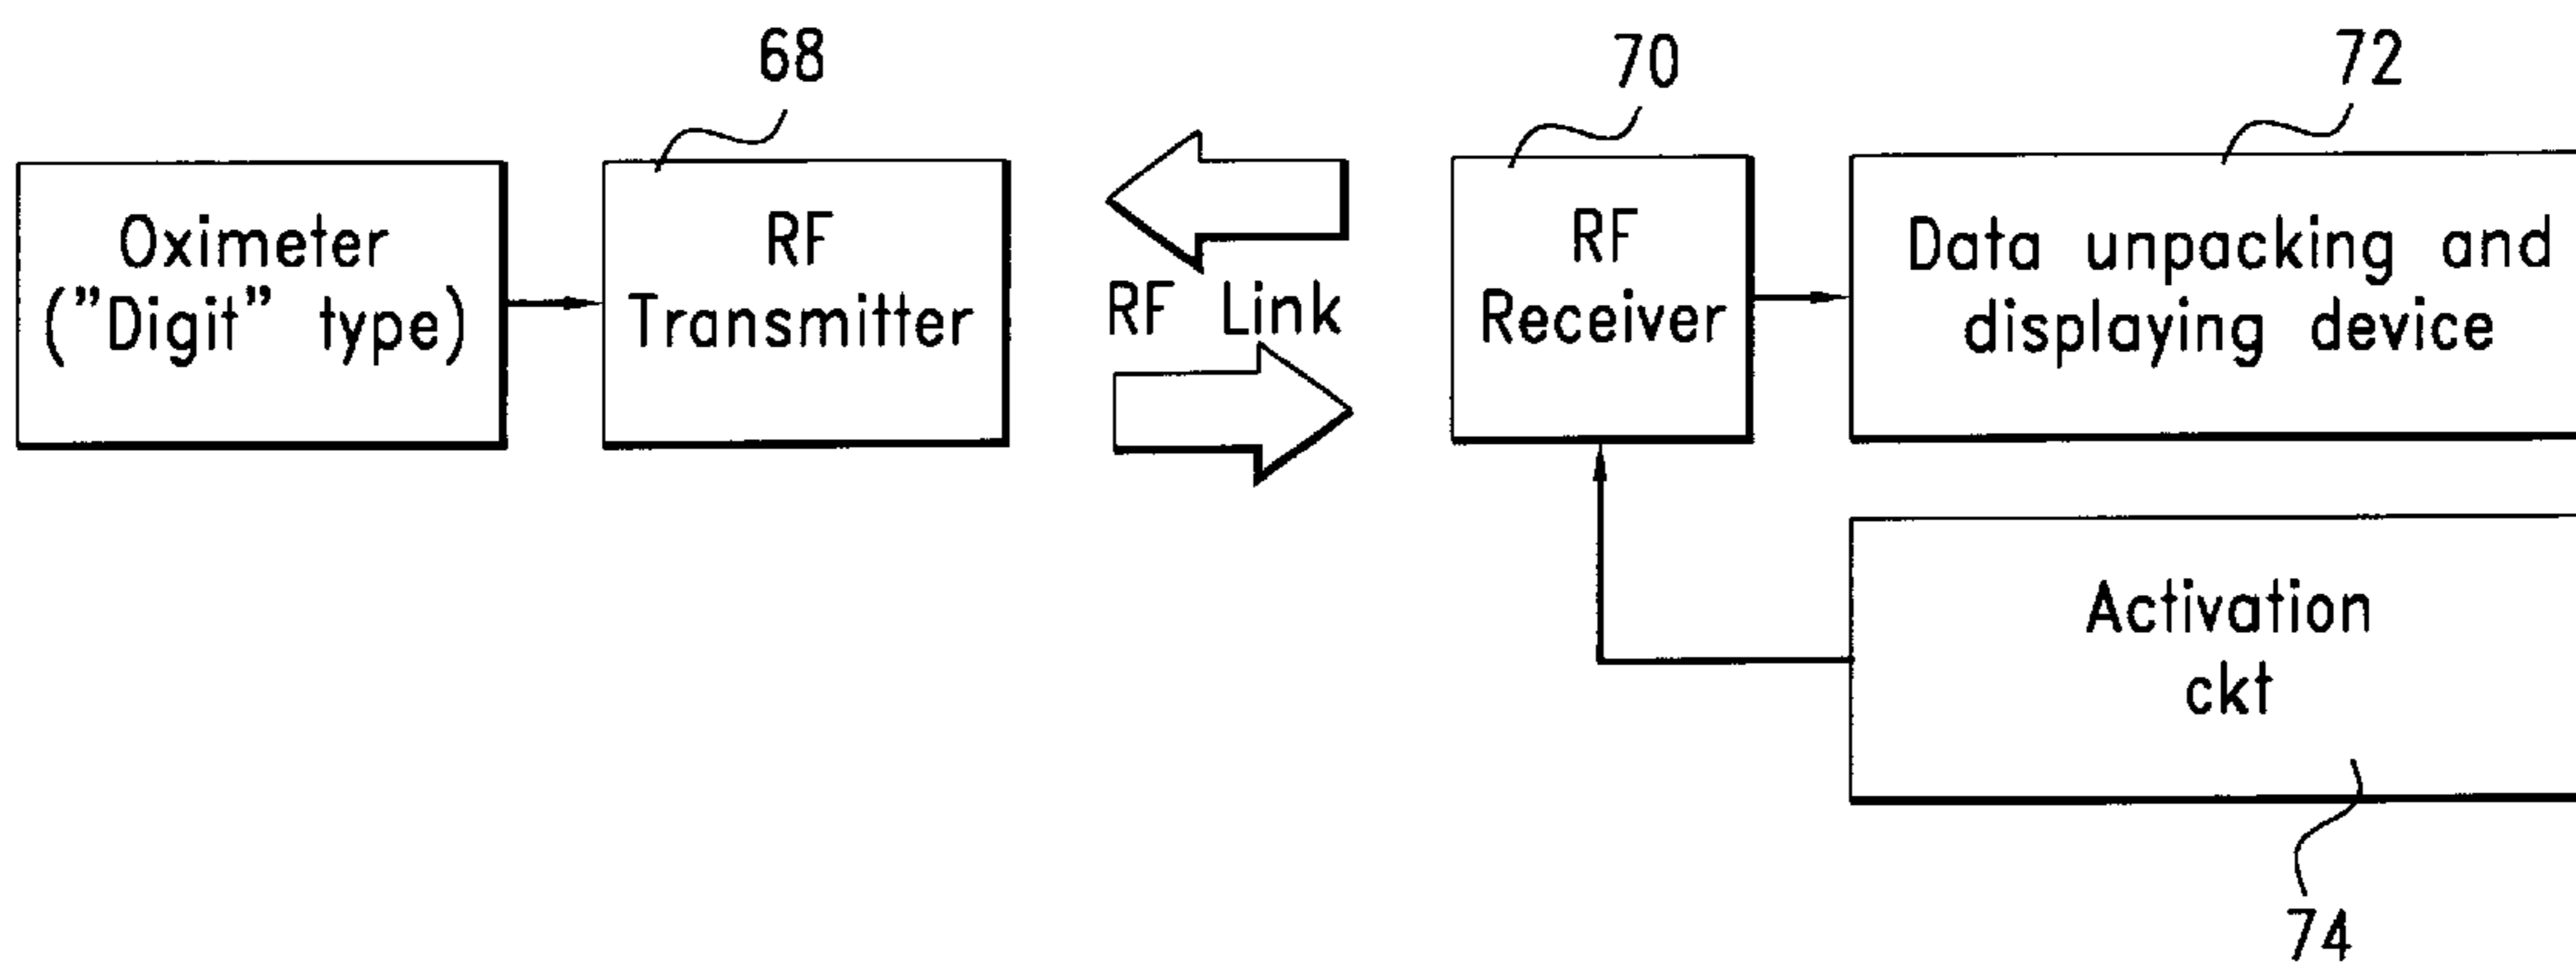 68
70
72
Oximeter
("Digit" type)
RF
Transmitter
RF Link
RF
Receiver
Data unpacking and
displaying device
Activation
ckt
74